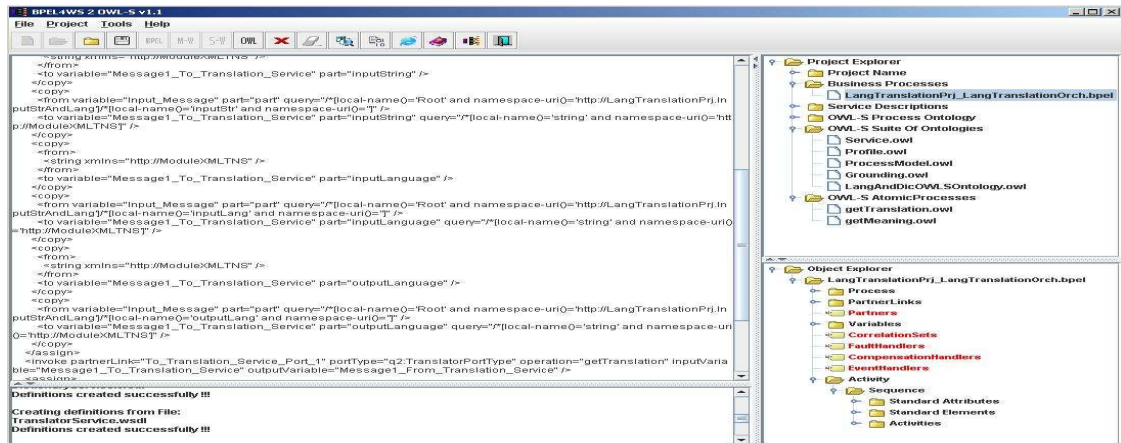 BPEL4WS 2 OWL-S v1.1
File Project Tools Help
BPEL M-W S-W OWL
<string xmlns="http://ModuleXMLTNS" />
</from>
<to variable="Message1_To_Translation_Service" part="inputString" />
</copy>
<copy>
<from variable="Input_Message" part="part" query="/*[local-name()='Root' and namespace-uri()='http://LangTranslationPrj.In
putStrAndLang']/*[local-name()='inputStr' and namespace-uri()='']" />
<to variable="Message1_To_Translation_Service" part="inputString" query="/*[local-name()='string' and namespace-uri()='htt
p://ModuleXMLTNS']" />
</copy>
<copy>
<from>
<string xmlns="http://ModuleXMLTNS" />
</from>
<to variable="Message1_To_Translation_Service" part="inputLanguage" />
</copy>
<copy>
<from variable="Input_Message" part="part" query="/*[local-name()='Root' and namespace-uri()='http://LangTranslationPrj.In
putStrAndLang']/*[local-name()='inputLang' and namespace-uri()='']" />
<to variable="Message1_To_Translation_Service" part="inputLanguage" query="/*[local-name()='string' and namespace-uri()
='http://ModuleXMLTNS']" />
</copy>
<copy>
<from>
<string xmlns="http://ModuleXMLTNS" />
</from>
<to variable="Message1_To_Translation_Service" part="outputLanguage" />
</copy>
<copy>
<from variable="Input_Message" part="part" query="/*[local-name()='Root' and namespace-uri()='http://LangTranslationPrj.In
putStrAndLang']/*[local-name()='outputLang' and namespace-uri()='']" />
<to variable="Message1_To_Translation_Service" part="outputLanguage" query="/*[local-name()='string' and namespace-uri
()='http://ModuleXMLTNS']" />
</copy>
</assign>
<invoke partnerLink="To_Translation_Service_Port_1" portType="q2:TranslatorPortType" operation="getTranslation" inputVaria
ble="Message1_To_Translation_Service" outputVariable="Message1_From_Translation_Service" />
<assign>
Definitions created successfully !!!
Creating definitions from File:
TranslatorService.wsdl
Definitions created successfully !!!
Project Explorer
Project Name
Business Processes
LangTranslationPrj_LangTranslationOrch.bpel
Service Descriptions
OWL-S Process Ontology
OWL-S Suite Of Ontologies
Service.owl
Profile.owl
ProcessModel.owl
Grounding.owl
LangAndDicOWLSOntology.owl
OWL-S AtomicProcesses
getTranslation.owl
getMeaning.owl
Object Explorer
LangTranslationPrj_LangTranslationOrch.bpel
Process
PartnerLinks
Partners
Variables
CorrelationSets
FaultHandlers
CompensationHandlers
EventHandlers
Activity
Sequence
Standard Attributes
Standard Elements
Activities